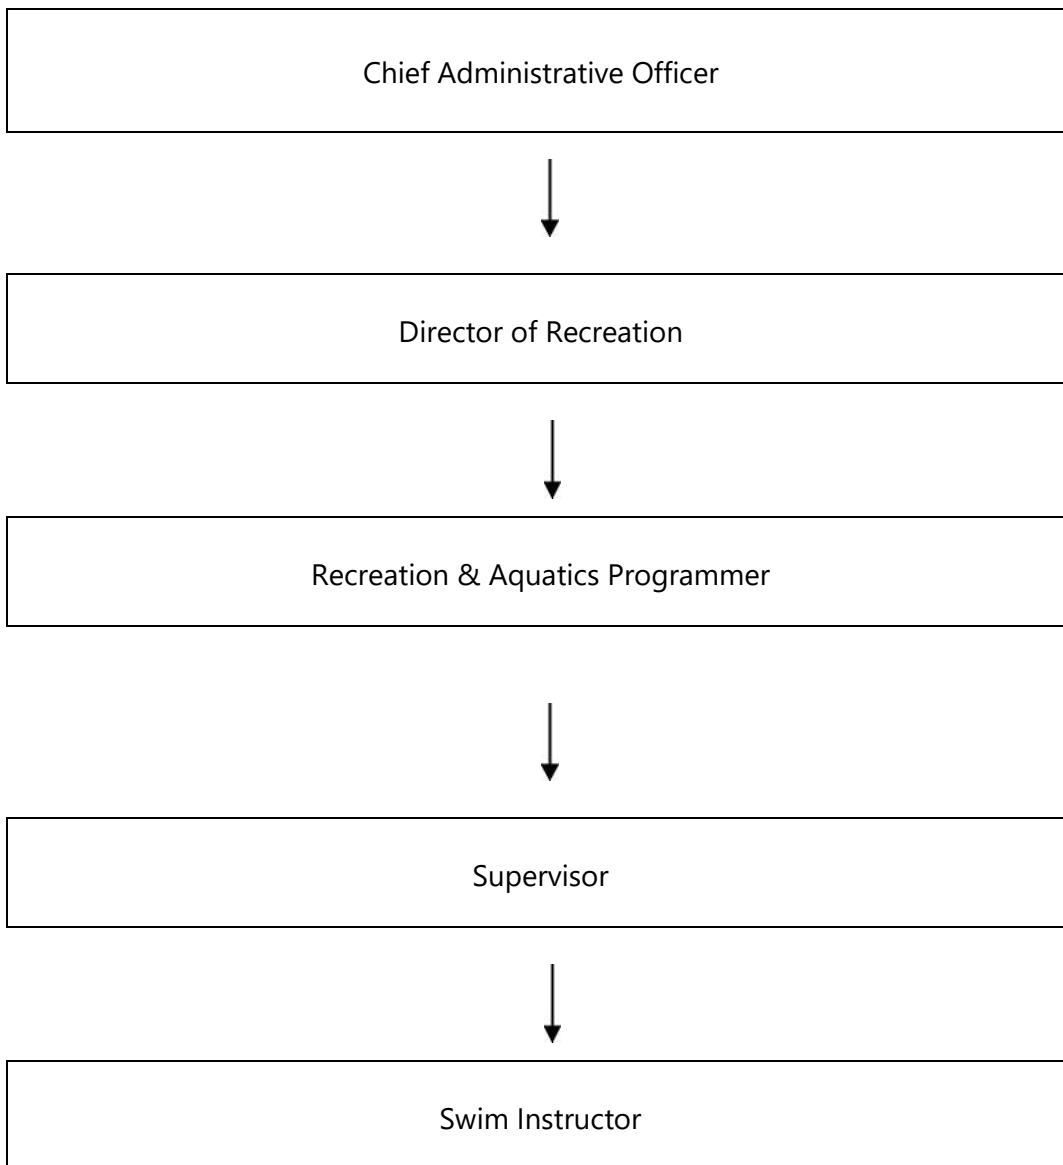 Chief Administrative Officer
Director of Recreation
Recreation & Aquatics Programmer
Supervisor
Swim Instructor